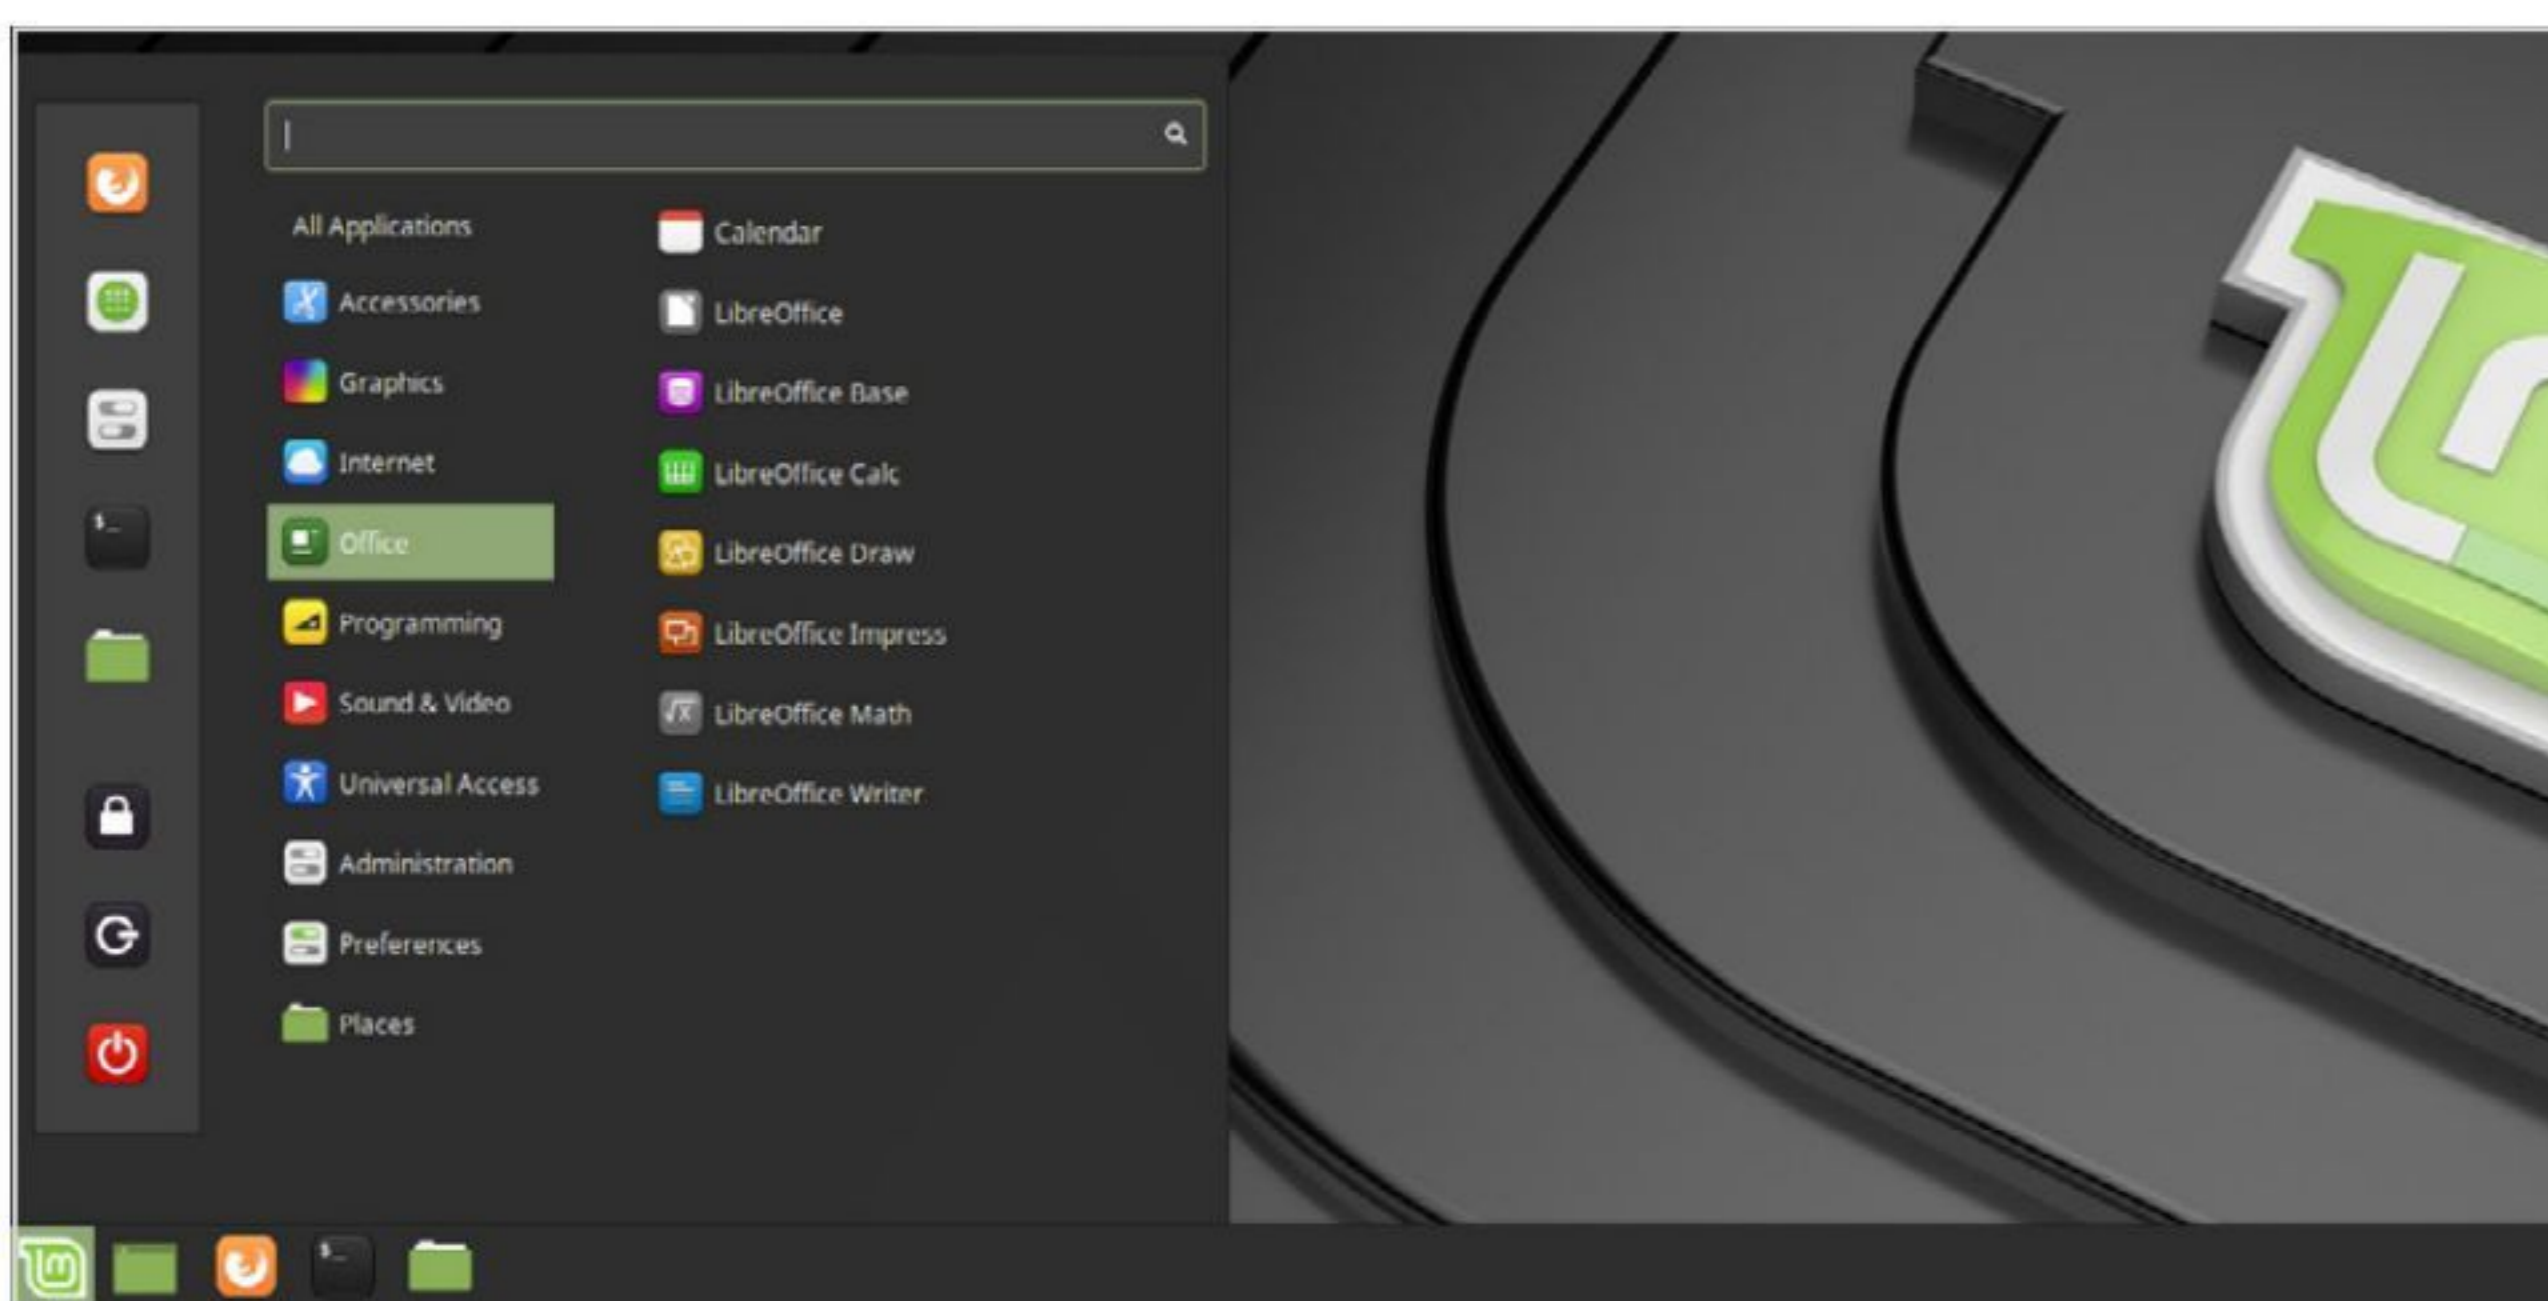 All Applications
Accessories
Graphics
Internet
Office
Programming
Sound & Video
Universal Access
Administration
Preferences
Places
Calendar
LibreOffice
LibreOffice Base
LibreOffice Calc
LibreOffice Draw
LibreOffice Impress
LibreOffice Math
LibreOffice Writer
$_
$_